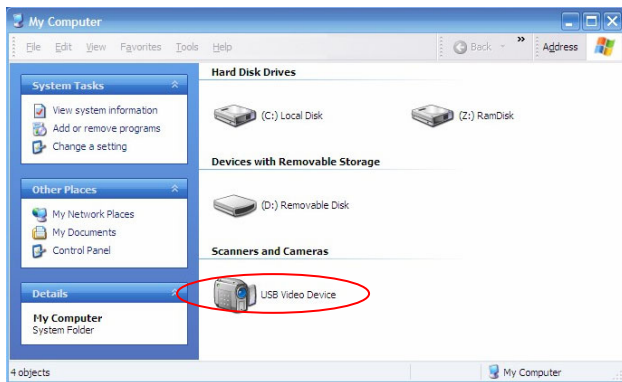 My Computer
File Edit View Favorites Tools Help
Back
»
Address
System Tasks
View system information
Add or remove programs
Change a setting
Other Places
My Network Places
My Documents
Control Panel
Details
My Computer
System Folder
Hard Disk Drives
(C:) Local Disk
(Z:) RamDisk
Devices with Removable Storage
(D:) Removable Disk
Scanners and Cameras
USB Video Device
4 objects
My Computer